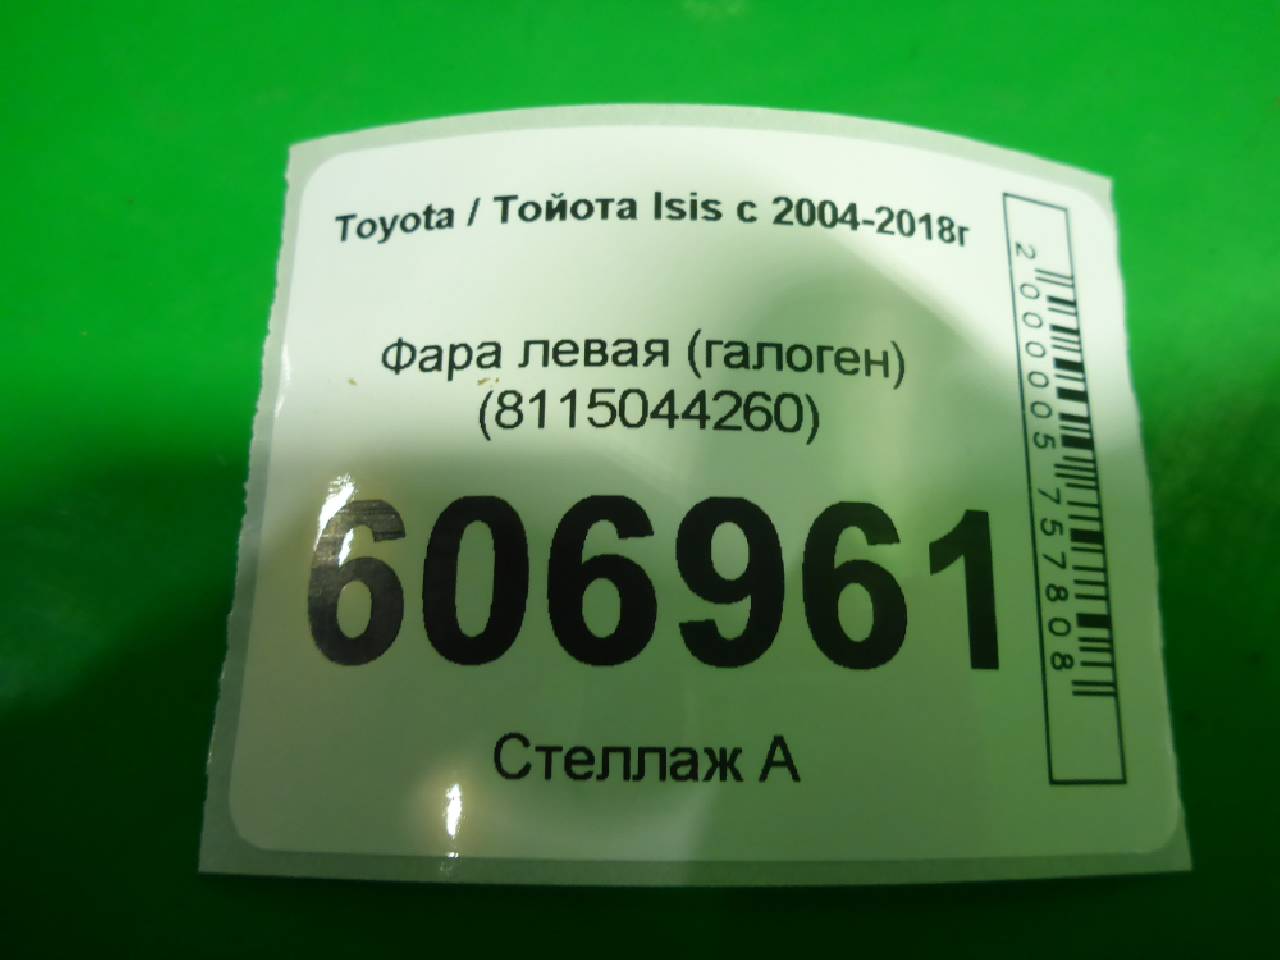 Toyota / Тойота Isis с 2004-2018г
Фара левая (галоген)
(8115044260)
606961
Стеллаж А
2000005757808